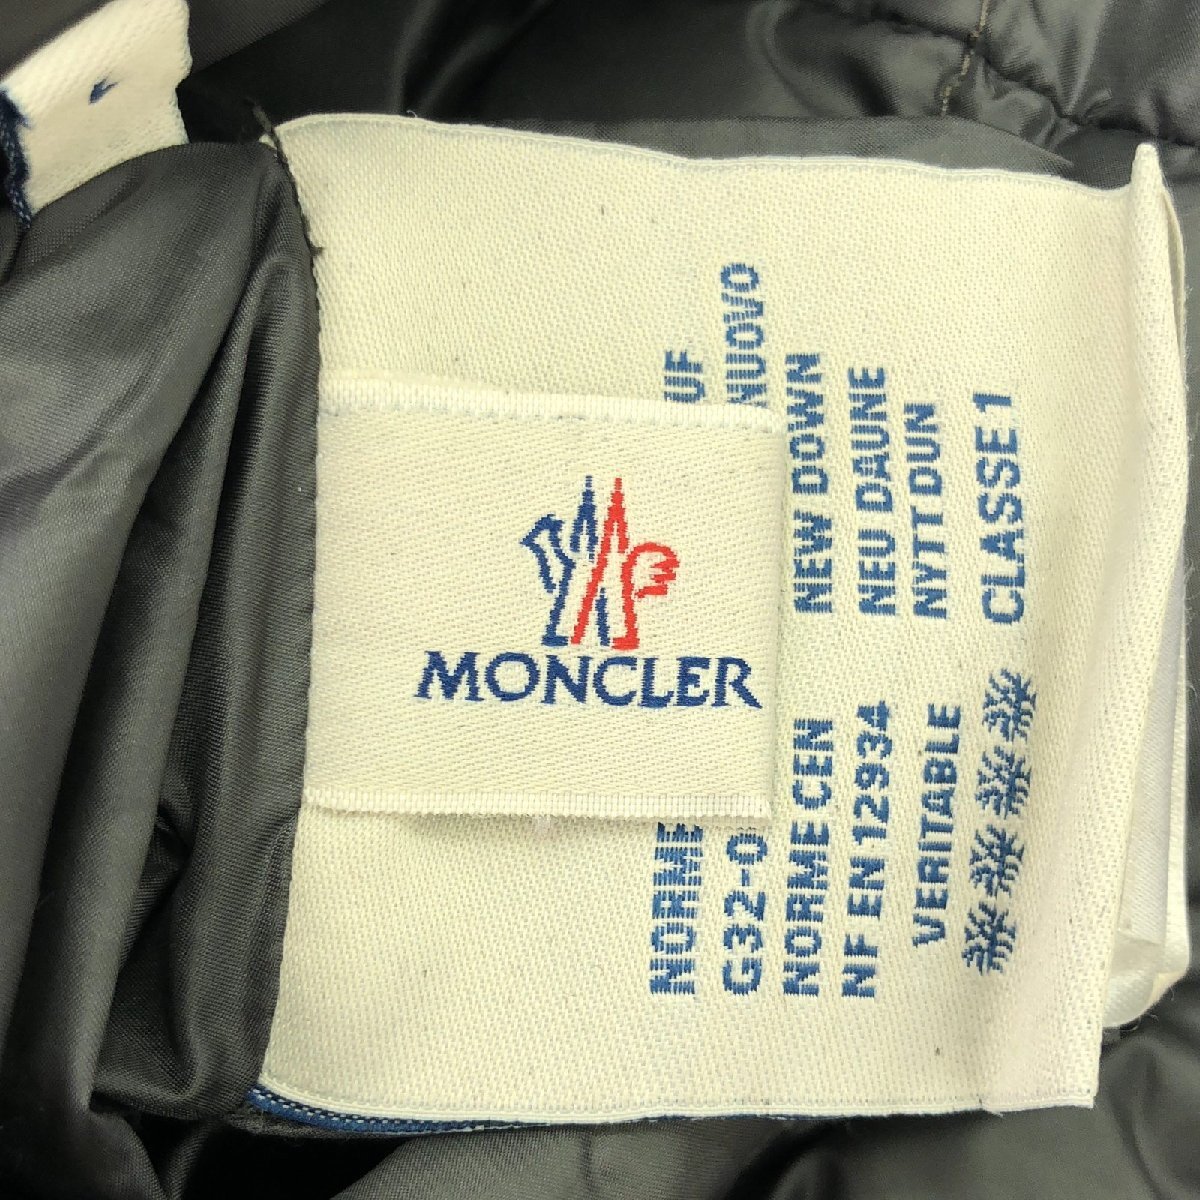 MONCLER
NORME UF
G32-0 NUOVO
NORME CEN NEW DOWN
NF EN 12934 NEU DAUNE
NYTT DUN
VERITABLE
CLASSE 1